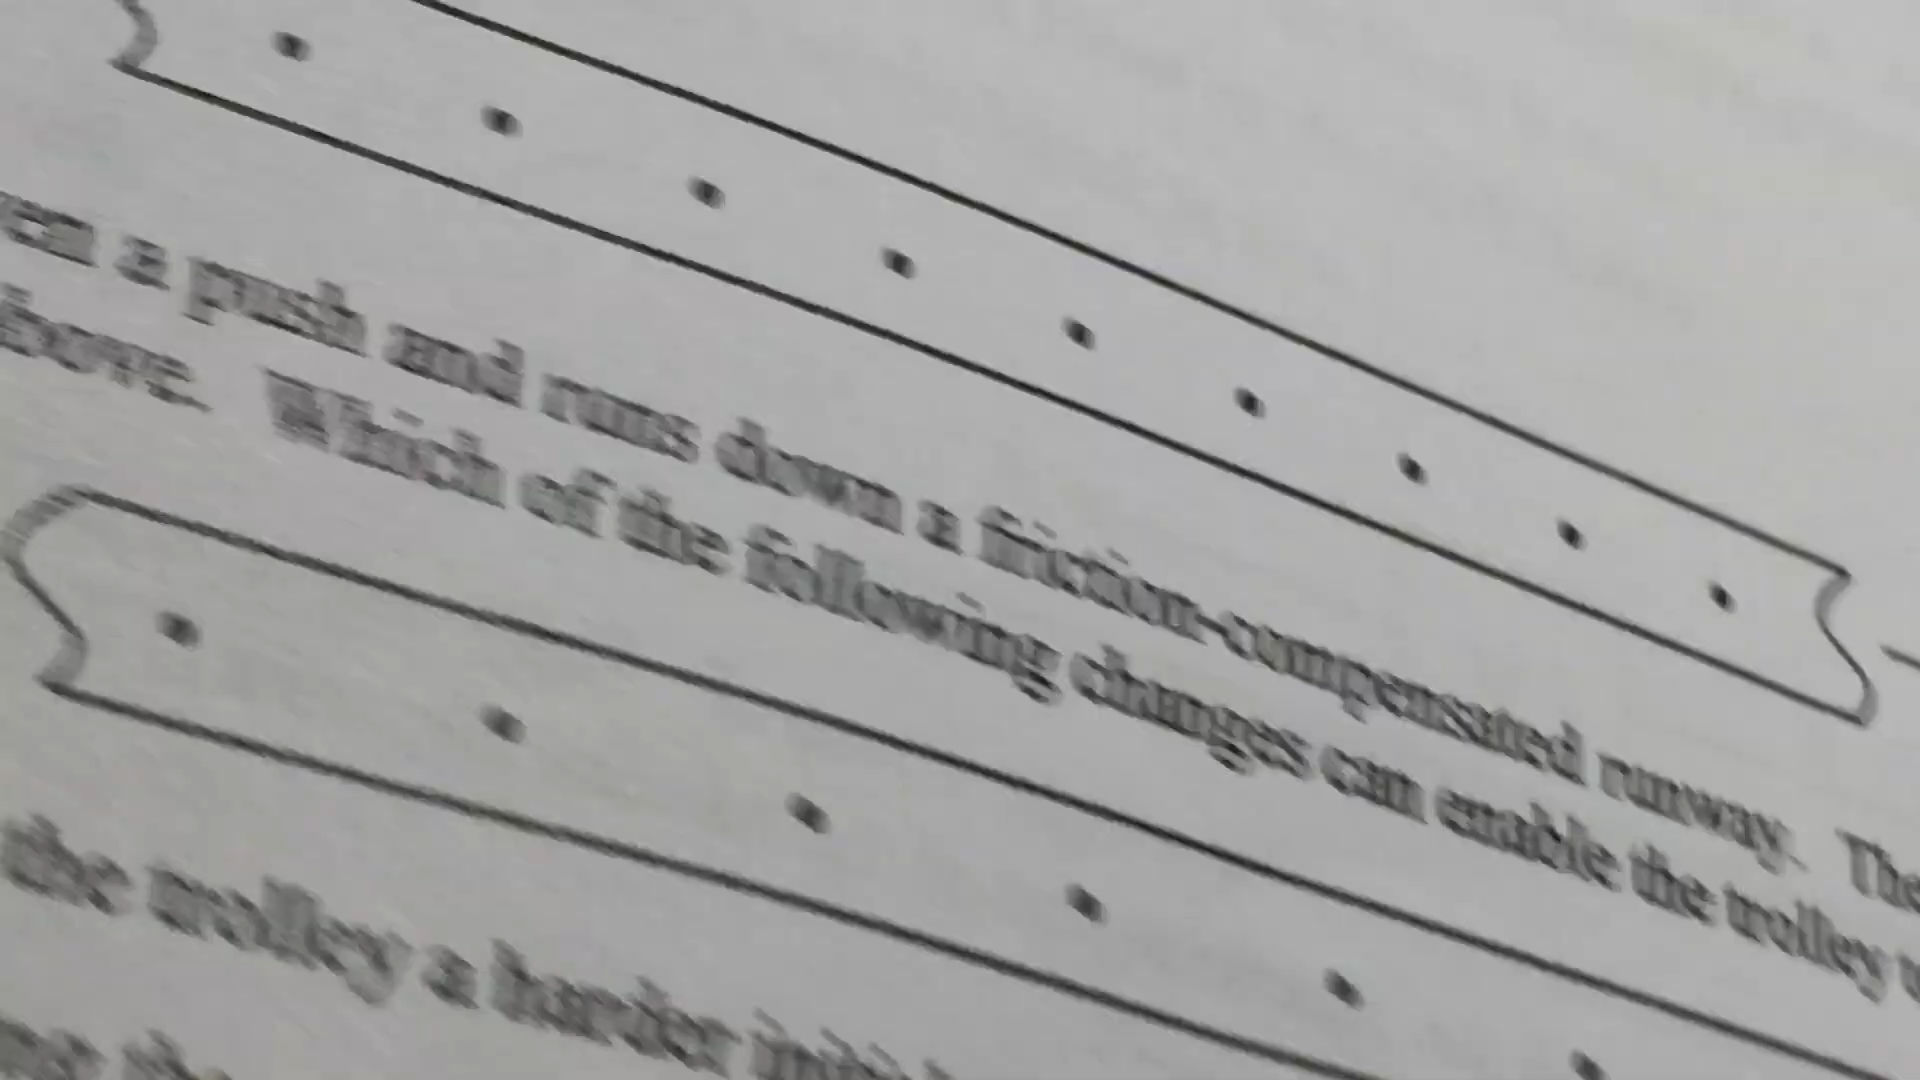 a push and runs down a friction-compensated runway. The
Which of the following changes can enable the trolley
the trolley a harder